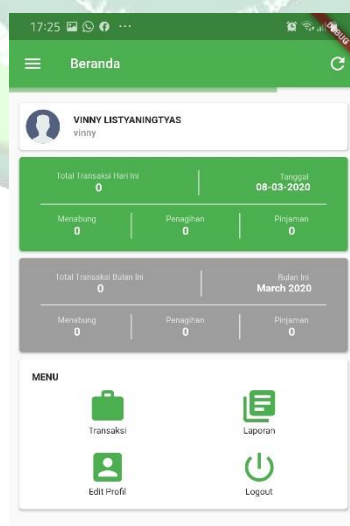 17:25
DEBUG
Beranda
VINNY LISTYANINGTYAS
vinny
Total Transaksi Hari Ini
0
Tanggal
08-03-2020
Menabung
0
Penagihan
0
Pinjaman
0
Total Transaksi Bulan Ini
0
Bulan Ini
March 2020
Menabung
0
Penagihan
0
Pinjaman
0
MENU
Transaksi
Laporan
Edit Profil
Logout